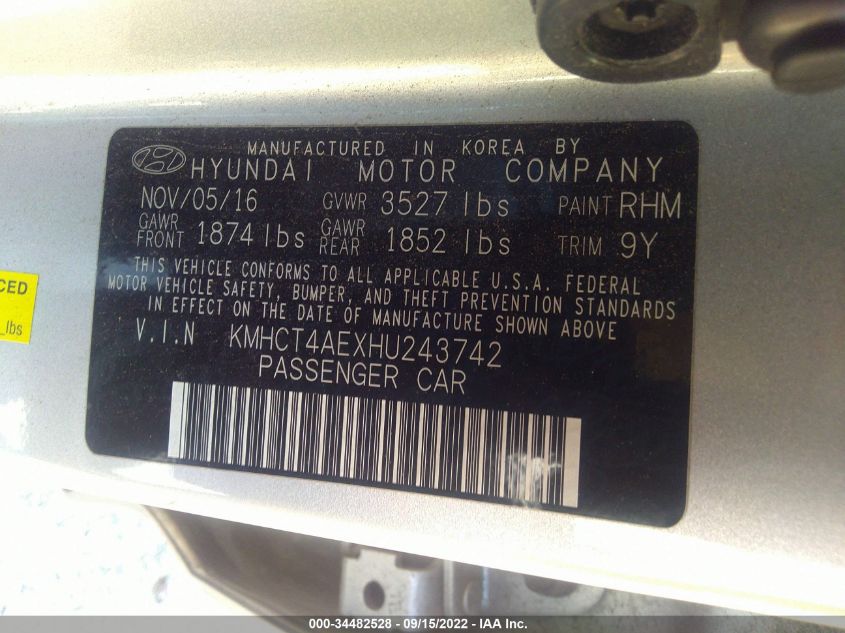 MANUFACTURED IN KOREA BY
HYUNDAI MOTOR COMPANY
NOV/05/16 GVWR 3527 lbs PAINT RHM
GAWR FRONT 1874 lbs GAWR REAR 1852 lbs TRIM 9Y
THIS VEHICLE CONFORMS TO ALL APPLICABLE U.S.A. FEDERAL
MOTOR VEHICLE SAFETY, BUMPER, AND THEFT PREVENTION STANDARDS
IN EFFECT ON THE DATE OF MANUFACTURE SHOWN ABOVE
V.I.N KMHCT4AEXHU243742
PASSENGER CAR
CED
lbs
000-34482528 - 09/15/2022 - IAA Inc.